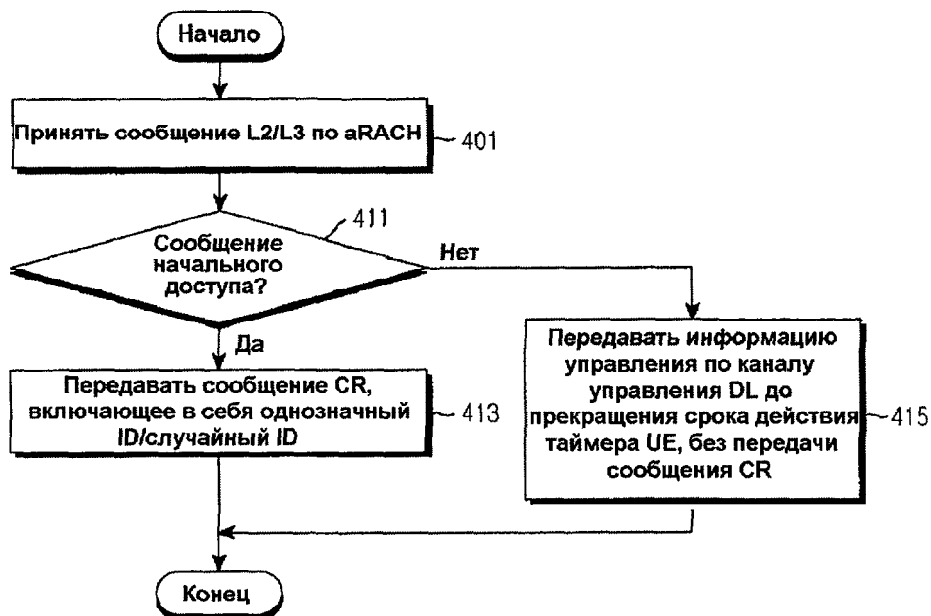 Начало
Принять сообщение L2/L3 по aRACH
401
411
Сообщение
начального
доступа?
Нет
Да
Передавать сообщение CR,
включающее в себя однозначный
ID/случайный ID
413
Передавать информацию
управления по каналу
управления DL до
прекращения срока действия
таймера UE, без передачи
сообщения CR
415
Конец